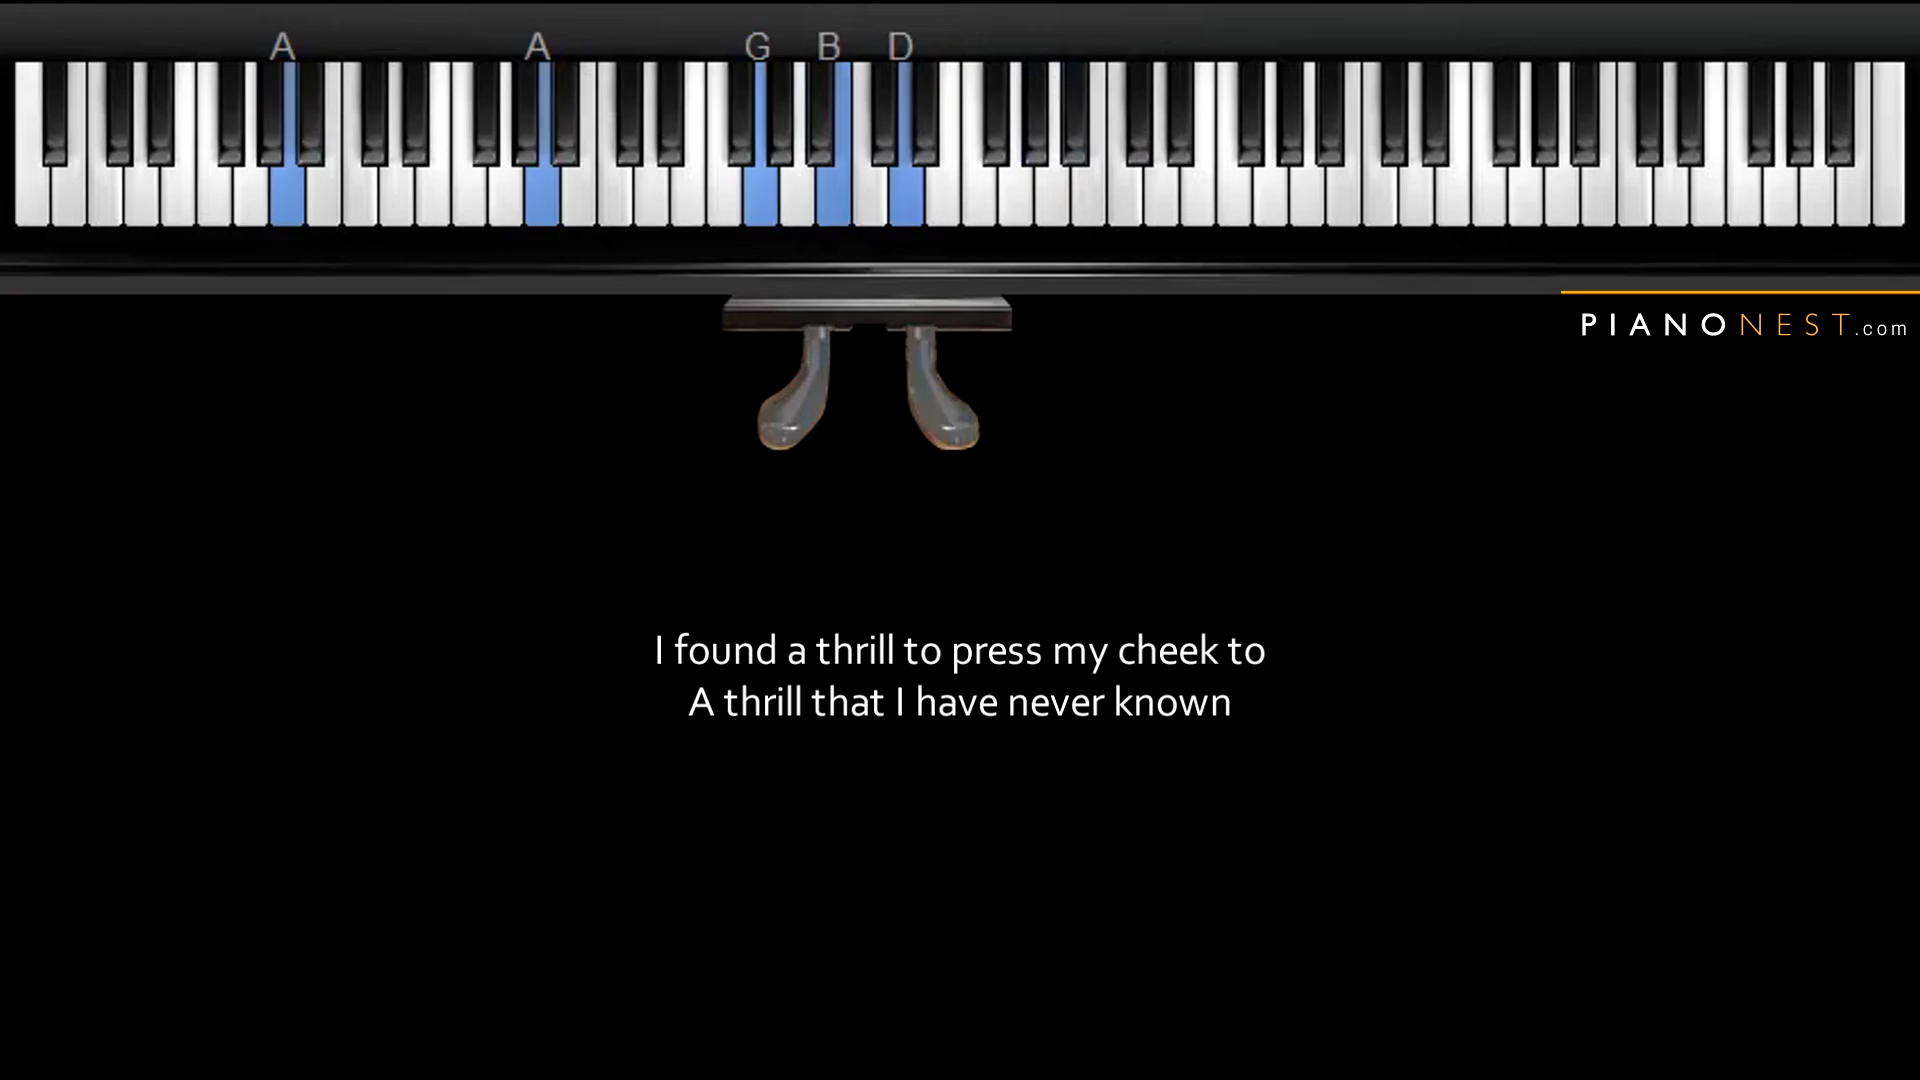 A A G B D
PIANONEST.com
I found a thrill to press my cheek to
A thrill that I have never known